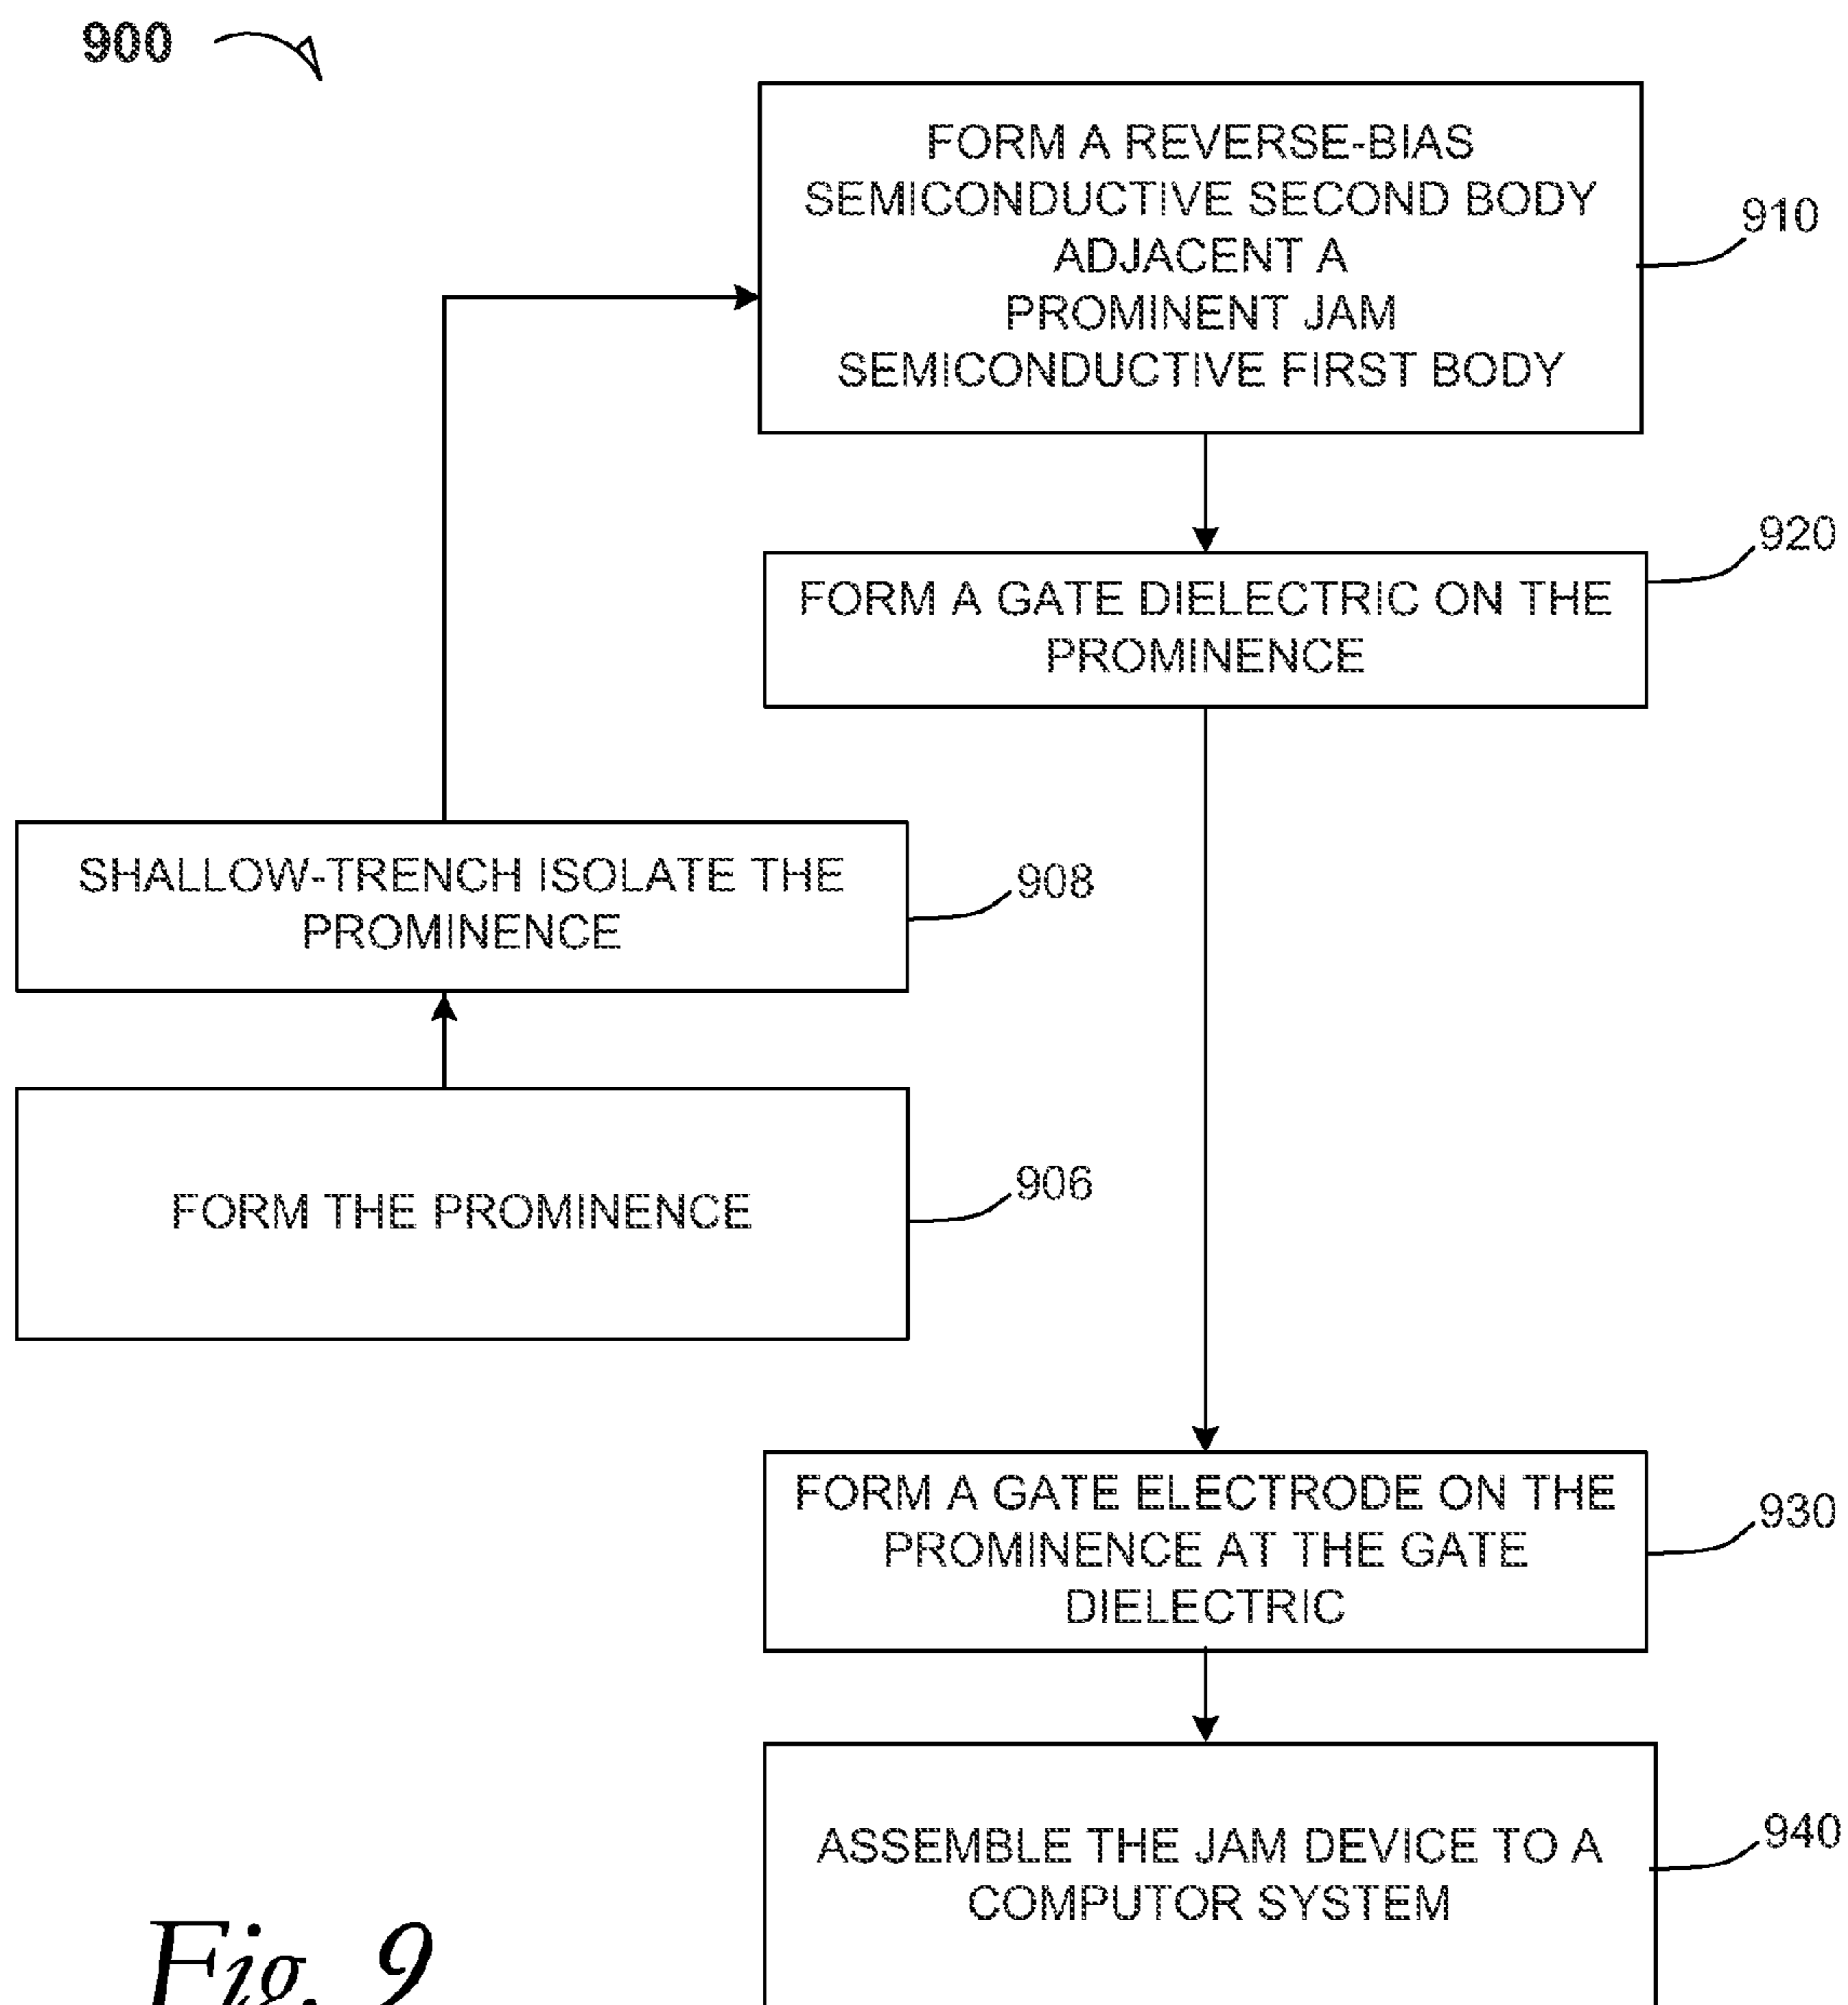 900
FORM A REVERSE-BIAS
SEMICONDUCTIVE SECOND BODY
ADJACENT A
PROMINENT JAM
SEMICONDUCTIVE FIRST BODY
910
FORM A GATE DIELECTRIC ON THE
PROMINENCE
920
SHALLOW-TRENCH ISOLATE THE
PROMINENCE
908
FORM THE PROMINENCE
906
FORM A GATE ELECTRODE ON THE
PROMINENCE AT THE GATE
DIELECTRIC
930
ASSEMBLE THE JAM DEVICE TO A
COMPUTOR SYSTEM
940
Fig. 9